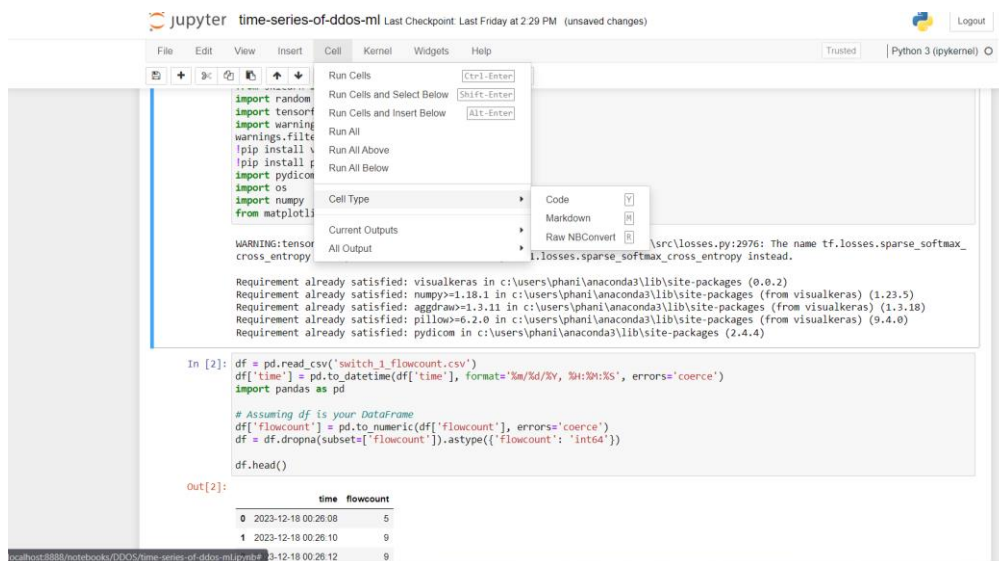 jupyter time-series-of-ddos-ml Last Checkpoint: Last Friday at 2:29 PM (unsaved changes)
Logout
File Edit View Insert Cell Kernel Widgets Help
Trusted
Python 3 (ipykernel)
Run Cells Ctrl-Enter
Run Cells and Select Below Shift-Enter
Run Cells and Insert Below Alt-Enter
Run All
Run All Above
Run All Below
Cell Type
Code Y
Markdown M
Raw NBConvert R
Current Outputs
All Output
import random
import tensorf
import warning
warnings.filte
!pip install v
!pip install p
import pydicom
import os
import numpy
from matplotli
WARNING:tensor \src\losses.py:2976: The name tf.losses.sparse_softmax_
cross_entropy .losses.sparse_softmax_cross_entropy instead.
Requirement already satisfied: visualkeras in c:\users\phani\anaconda3\lib\site-packages (0.0.2)
Requirement already satisfied: numpy>=1.18.1 in c:\users\phani\anaconda3\lib\site-packages (from visualkeras) (1.23.5)
Requirement already satisfied: aggdraw>=1.3.11 in c:\users\phani\anaconda3\lib\site-packages (from visualkeras) (1.3.18)
Requirement already satisfied: pillow>=6.2.0 in c:\users\phani\anaconda3\lib\site-packages (from visualkeras) (9.4.0)
Requirement already satisfied: pydicom in c:\users\phani\anaconda3\lib\site-packages (2.4.4)
In [2]: df = pd.read_csv('switch_1_flowcount.csv')
df['time'] = pd.to_datetime(df['time'], format='%m/%d/%Y, %H:%M:%S', errors='coerce')
import pandas as pd
# Assuming df is your DataFrame
df['flowcount'] = pd.to_numeric(df['flowcount'], errors='coerce')
df = df.dropna(subset=['flowcount']).astype({'flowcount': 'int64'})
df.head()
Out[2]:
time flowcount
0 2023-12-18 00:26:08 5
1 2023-12-18 00:26:10 9
3-12-18 00:26:12 9
localhost:8888/notebooks/DDOS/time-series-of-ddos-ml.ipynb#